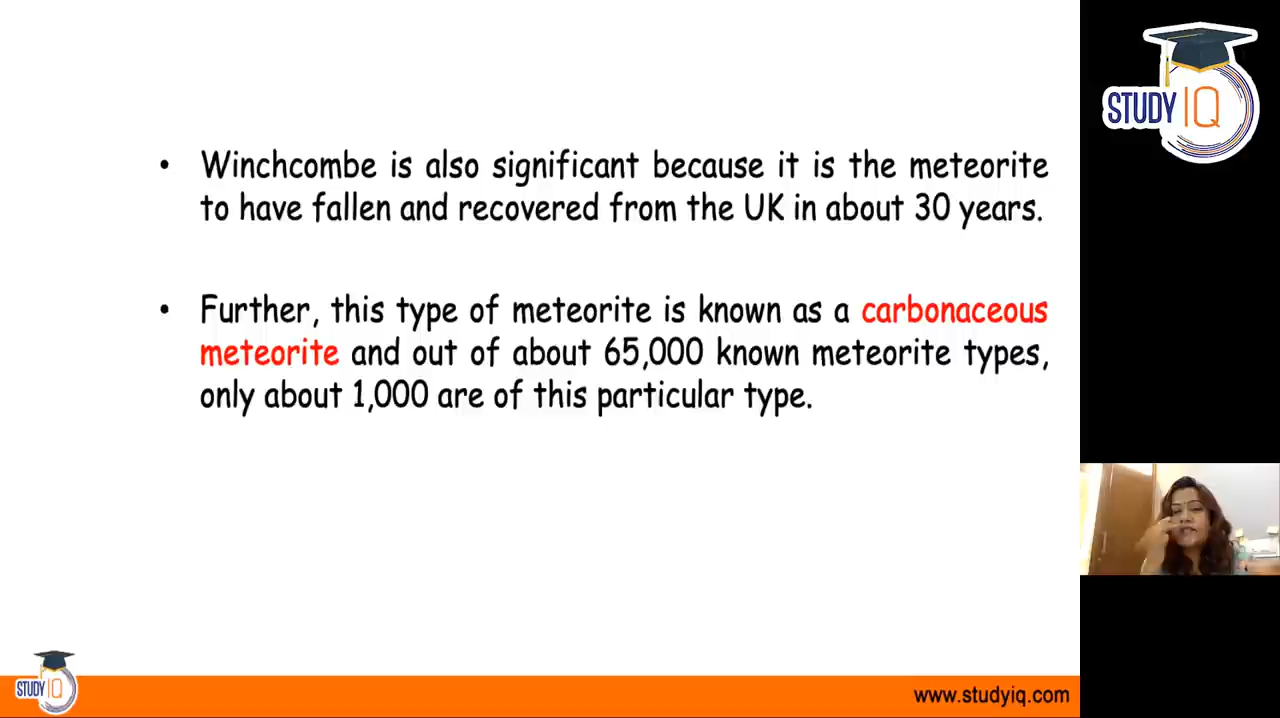 STUDY IQ
• Winchcombe is also significant because it is the meteorite
to have fallen and recovered from the UK in about 30 years.
• Further, this type of meteorite is known as a carbonaceous
meteorite and out of about 65,000 known meteorite types,
only about 1,000 are of this particular type.
STUDY IQ
www.studyiq.com